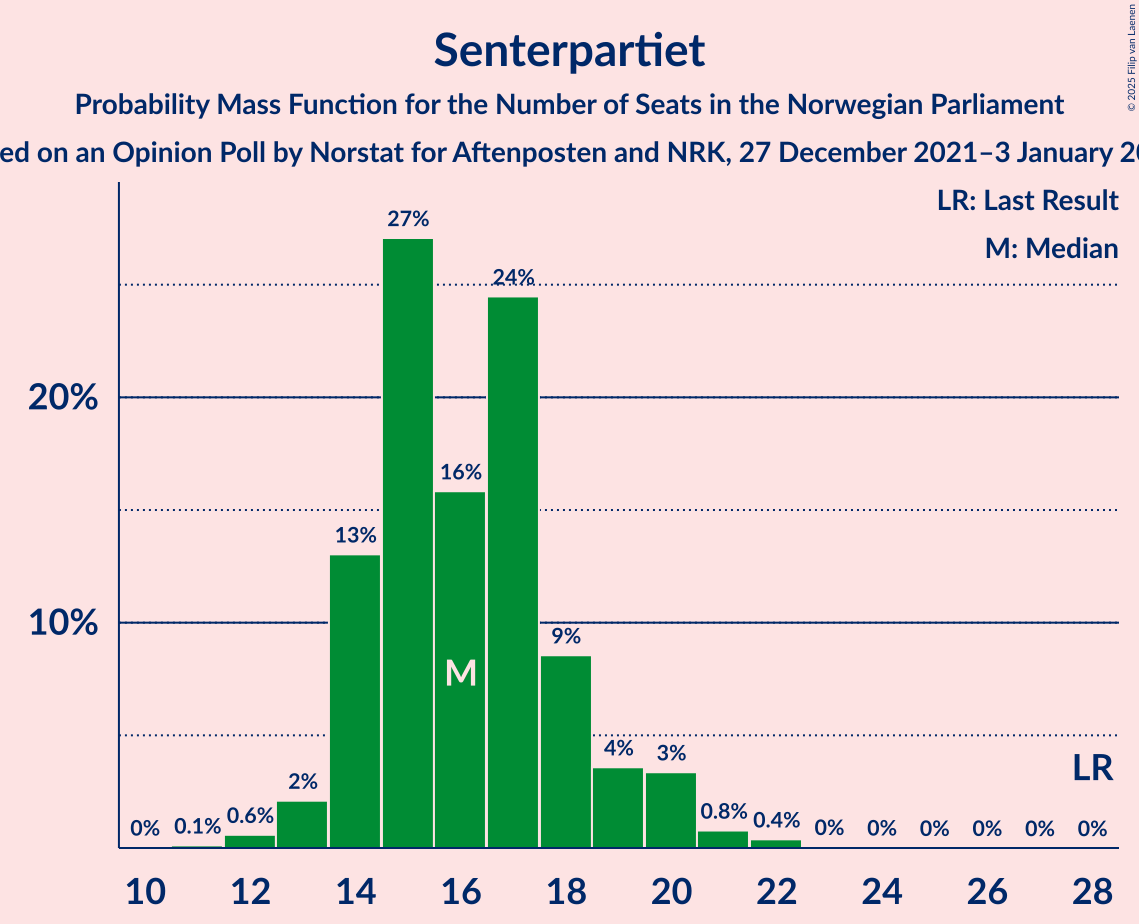 Senterpartiet
Probability Mass Function for the Number of Seats in the Norwegian Parliament
ed on an Opinion Poll by Norstat for Aftenposten and NRK, 27 December 2021–3 January 20
© 2025 Filip van Laenen
LR: Last Result
M: Median
20%
10%
0%
0.1%
0.6%
2%
13%
27%
16%
24%
9%
4%
3%
0.8%
0.4%
0%
0%
0%
0%
0%
0%
M
LR
10 12 14 16 18 20 22 24 26 28